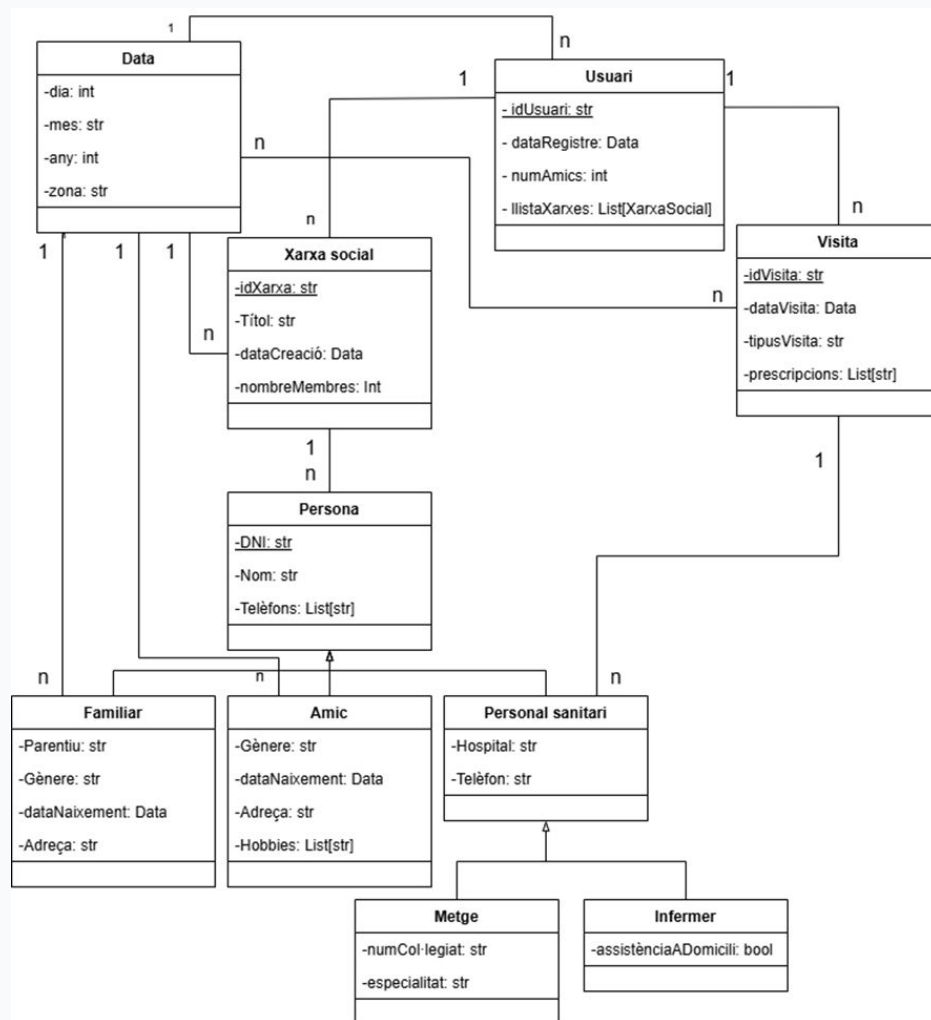 1
n
Data
-dia: int
-mes: str
-any: int
-zona: str
1
1
1
n
Usuari
- idUsuari: str
- dataRegistre: Data
- numAmics: int
- llistaXarxes: List[XarxaSocial]
1
1
n
n
Xarxa social
-idXarxa: str
-Títol: str
-dataCreació: Data
-nombreMembres: Int
n
1
n
n
Visita
-idVisita: str
-dataVisita: Data
-tipusVisita: str
-prescripcions: List[str]
1
Persona
-DNI: str
-Nom: str
-Telèfons: List[str]
n
n
n
Familiar
-Parentiu: str
-Gènere: str
-dataNaixement: Data
-Adreça: str
Amic
-Gènere: str
-dataNaixement: Data
-Adreça: str
-Hobbies: List[str]
Personal sanitari
-Hospital: str
-Telèfon: str
Metge
-numCol·legiat: str
-especialitat: str
Infermer
-assistènciaADomicili: bool